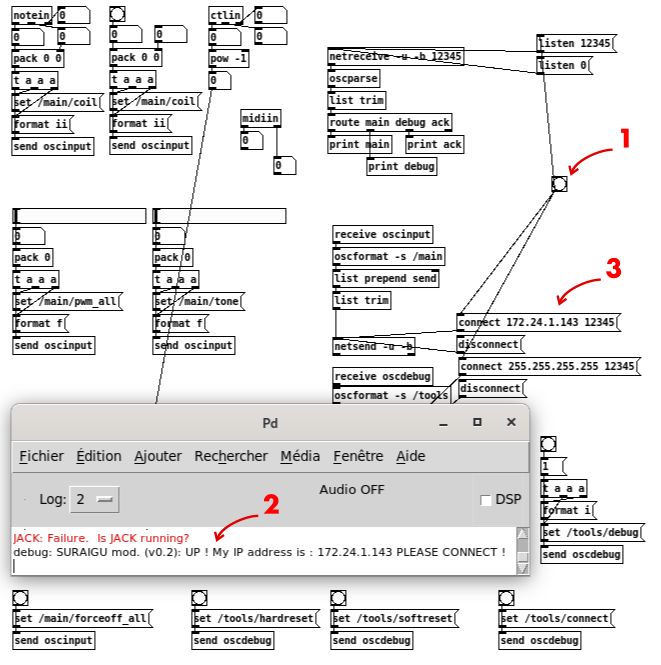 notein
0
0
0
pack 0 0
t a a a
set /main/coil
format ii
send oscinput
0
0
pack 0 0
t a a a
set /main/coil
format ii
send oscinput
ctlin
0
0
0
pow -1
0
midiin
0
0
netreceive -u -b 12345
oscparse
list trim
route main debug ack
print main
print ack
print debug
listen 12345
listen 0
1
0
pack 0
t a a a
set /main/pwm_all
format f
send oscinput
0
pack 0
t a a a
set /main/tone
format f
send oscinput
receive oscinput
oscformat -s /main
list prepend send
list trim
netsend -u -b
3
connect 172.24.1.143 12345
disconnect
connect 255.255.255.255 12345
disconnect
receive oscdebug
oscformat -s /tools
Pd
Fichier Édition Ajouter Rechercher Média Fenêtre Aide
Log: 2
Audio OFF
DSP
2
JACK: Failure. Is JACK running?
debug: SURAIGU mod. (v0.2): UP ! My IP address is : 172.24.1.143 PLEASE CONNECT !
1
t a a a
format i
set /tools/debug
send oscdebug
set /main/forceoff_all
send oscinput
set /tools/hardreset
send oscdebug
set /tools/softreset
send oscdebug
set /tools/connect
send oscdebug